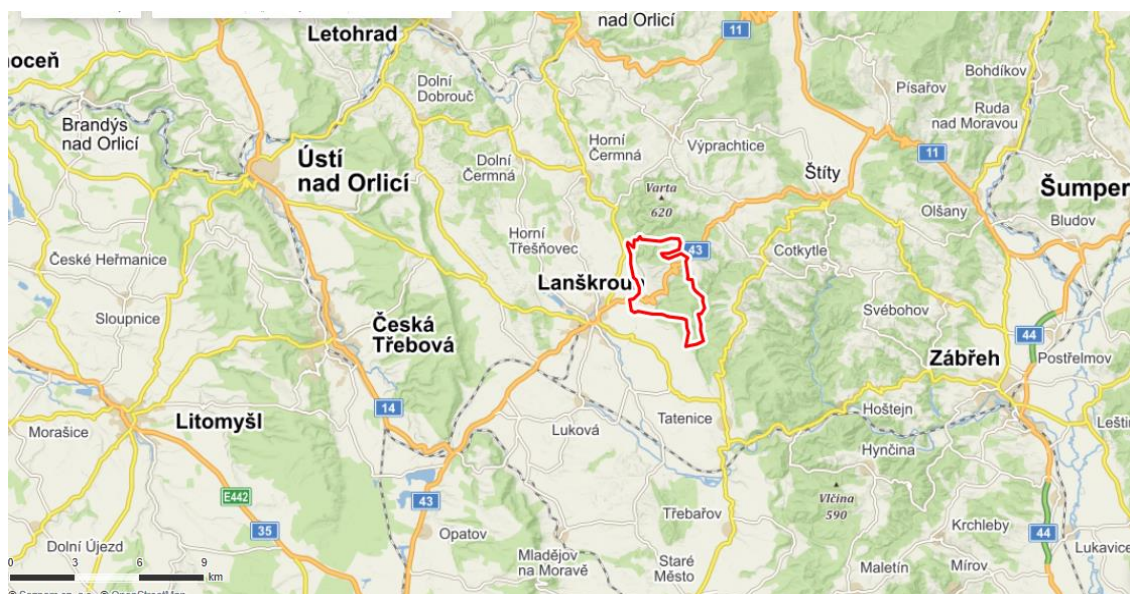 Letohrad
nad Orlicí
11
oceň
Dolní
Dobrouč
Písařov
Bohdíkov
Ruda
nad Moravou
Brandýs
nad Orlicí
Ústí
nad Orlicí
Dolní
Čermná
Horní
Čermná
Výprachtice
11
Štíty
Varta
620
Šumper
Olšany
Bludov
České Heřmanice
Horní
Třešňovec
43
Cotkytle
Lanškroun
Sloupnice
Česká
Třebová
Svébohov
44
Zábřeh
Postřelmov
14
Litomyšl
Morašice
Luková
Tatenice
Hoštejn
Leštin
Hynčina
E442
43
35
Opatov
Třebařov
Vlčina
590
Krchleby
44
Dolní Újezd
Mladějov
na Moravě
Staré
Město
Maletín
Mírov
Lukavice
0 3 6 9
km